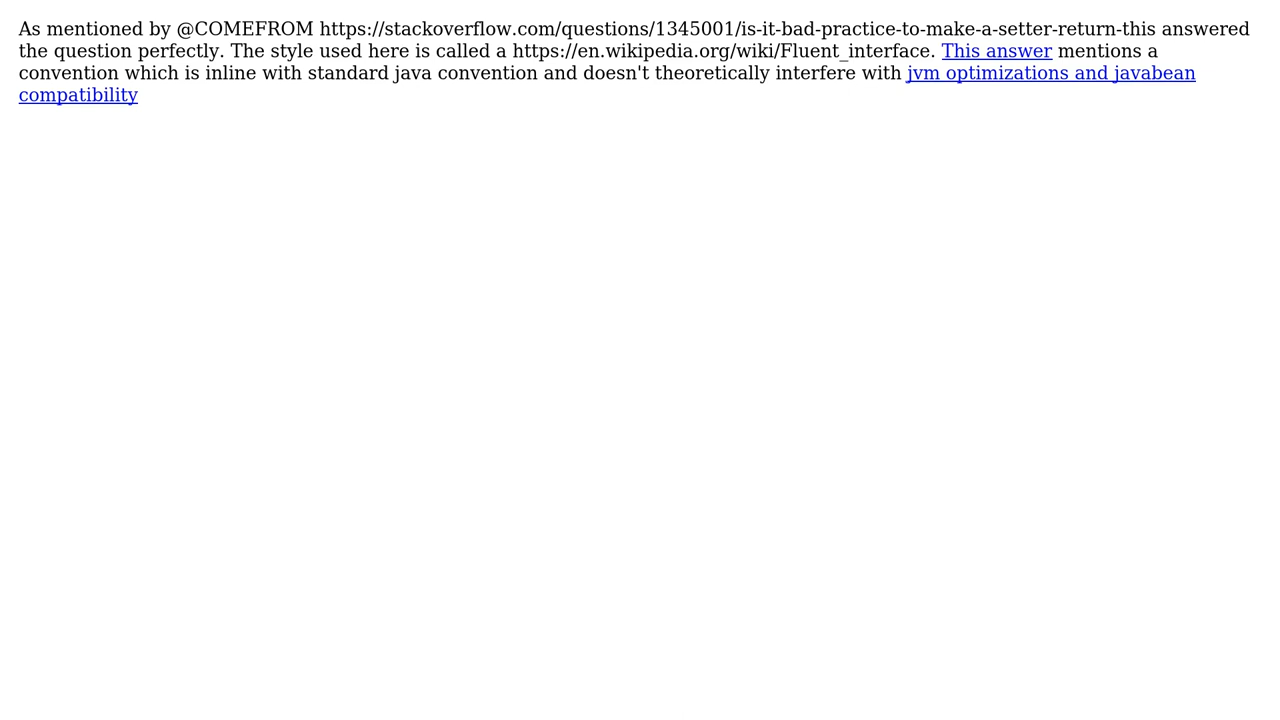 As mentioned by @COMEFROM https://stackoverflow.com/questions/1345001/is-it-bad-practice-to-make-a-setter-return-this answered
the question perfectly. The style used here is called a https://en.wikipedia.org/wiki/Fluent_interface. This answer mentions a
convention which is inline with standard java convention and doesn't theoretically interfere with jvm optimizations and javabean
compatibility